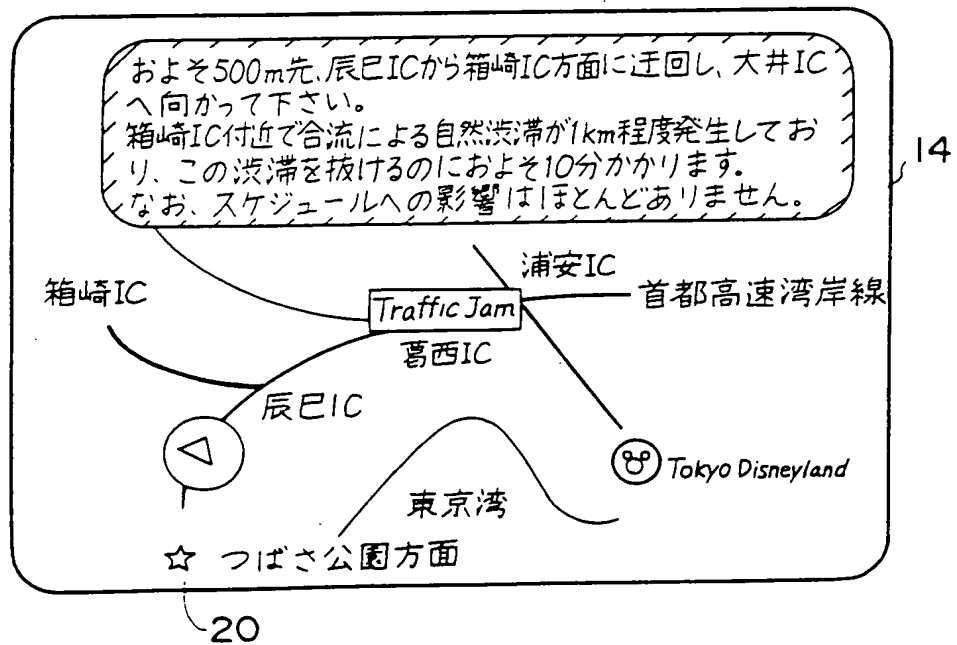 およそ500m先、辰巳ICから箱崎IC方面に迂回し、大井IC
へ向かって下さい。
箱崎IC付近で合流による自然渋滞が1km程度発生してお
り、この渋滞を抜けるのにおよそ10分かかります。
なお、スケジュールへの影響はほとんどありません。
14
浦安IC
箱崎IC
Traffic Jam
首都高速湾岸線
葛西IC
辰巳IC
Tokyo Disneyland
東京湾
☆ つばさ公園方面
20